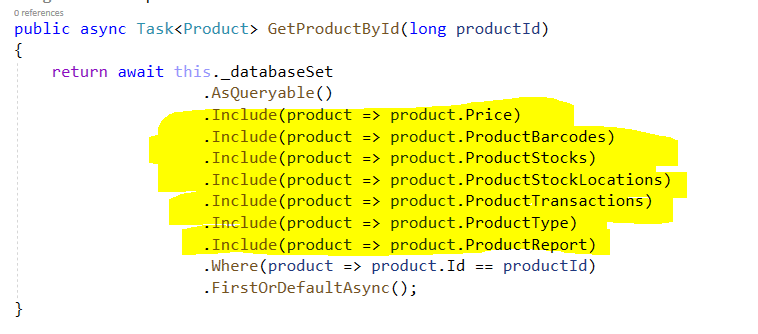 0 references
public async Task<Product> GetProductById(long productId)
{
return await this._databaseSet
.AsQueryable()
.Include(product => product.Price)
.Include(product => product.ProductBarcodes)
.Include(product => product.ProductStocks)
.Include(product => product.ProductStockLocations)
.Include(product => product.ProductTransactions)
.Include(product => product.ProductType)
.Include(product => product.ProductReport)
.Where(product => product.Id == productId)
.FirstOrDefaultAsync();
}